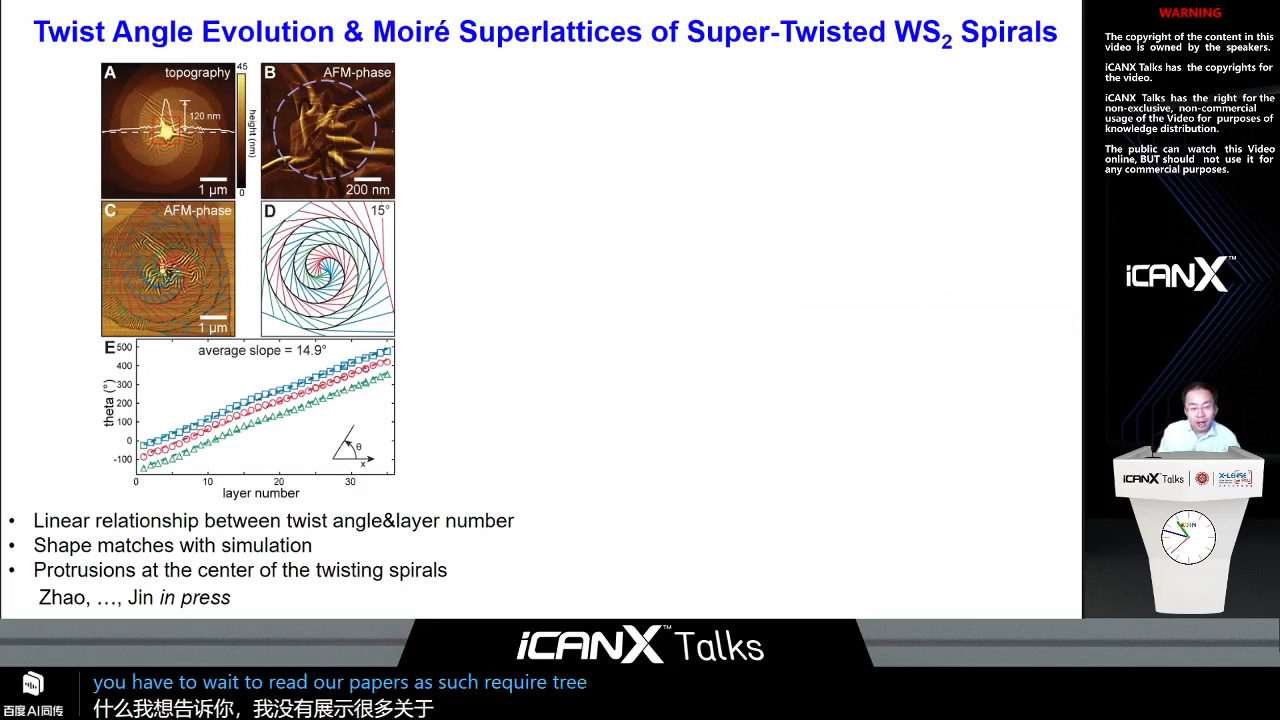 Twist Angle Evolution & Moiré Superlattices of Super-Twisted WS2 Spirals
A
topography
45
120 nm
height (nm)
0
1 µm
B
AFM-phase
200 nm
C
AFM-phase
1 µm
D
15°
E
average slope = 14.9°
theta (°)
500
400
300
200
100
0
-100
θ
x
0
10
20
30
layer number
• Linear relationship between twist angle&layer number
• Shape matches with simulation
• Protrusions at the center of the twisting spirals
Zhao, …, Jin in press
WARNING
The copyright of the content in this
video is owned by the speakers.
iCANX Talks has the copyrights for
the video.
iCANX Talks has the right for the
non-exclusive, non-commercial
usage of the Video for purposes of
knowledge distribution.
The public can watch this Video
online, BUT should not use it for
any commercial purposes.
iCANX™
iCANX Talks
X-LENSE
iCANX™ Talks
百度AI同传
you have to wait to read our papers as such require tree
什么我想告诉你，我没有展示很多关于